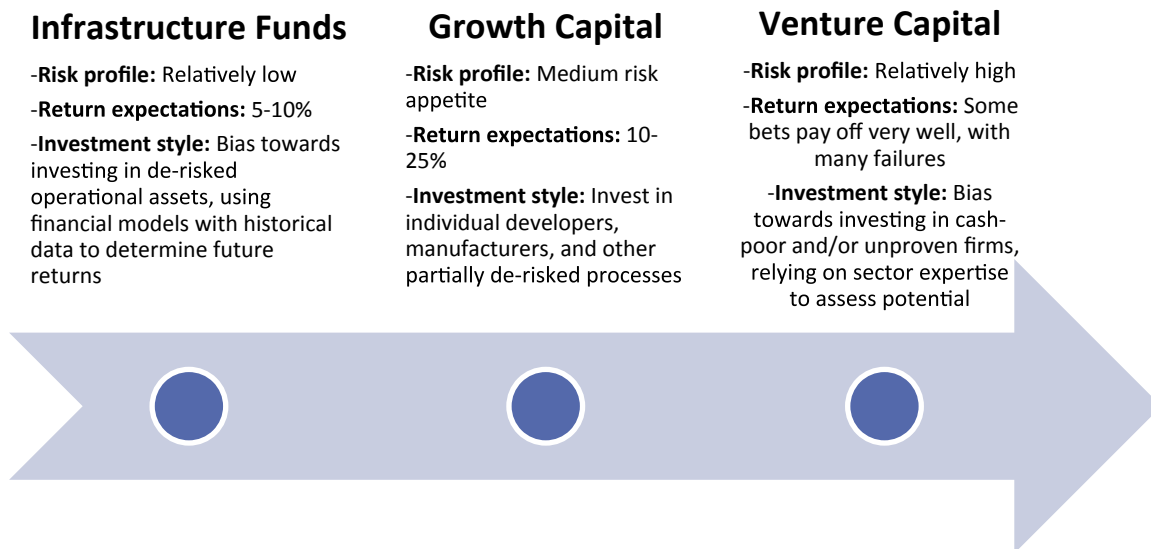 Infrastructure Funds
-Risk profile: Relatively low
-Return expectations: 5-10%
-Investment style: Bias towards
investing in de-risked
operational assets, using
financial models with historical
data to determine future
returns
Growth Capital
-Risk profile: Medium risk
appetite
-Return expectations: 10-
25%
-Investment style: Invest in
individual developers,
manufacturers, and other
partially de-risked processes
Venture Capital
-Risk profile: Relatively high
-Return expectations: Some
bets pay off very well, with
many failures
-Investment style: Bias
towards investing in cash-
poor and/or unproven firms,
relying on sector expertise
to assess potential